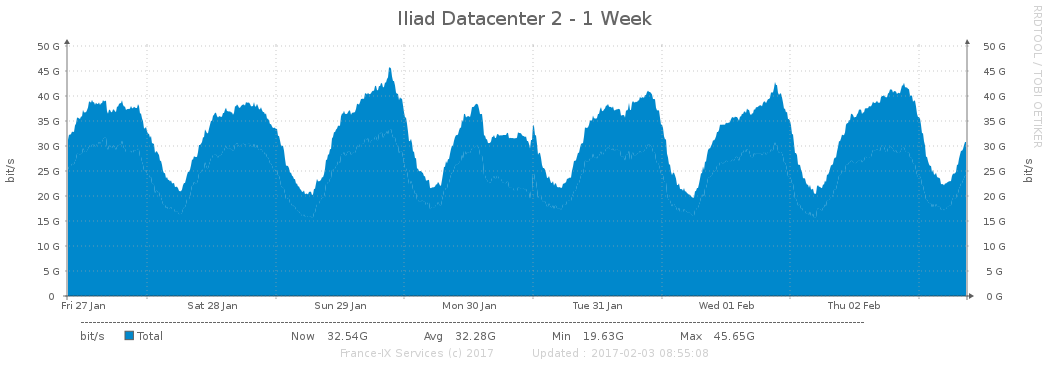 Iliad Datacenter 2 - 1 Week
RRDTOOL / TOBI OETIKER
50 G 50 G
45 G 45 G
40 G 40 G
35 G 35 G
30 G 30 G
25 G 25 G
20 G 20 G
15 G 15 G
10 G 10 G
5 G 5 G
0 0 G
bit/s
bit/s
Fri 27 Jan Sat 28 Jan Sun 29 Jan Mon 30 Jan Tue 31 Jan Wed 01 Feb Thu 02 Feb
bit/s Total Now 32.54G Avg 32.28G Min 19.63G Max 45.65G
France-IX Services (c) 2017 Updated : 2017-02-03 08:55:08